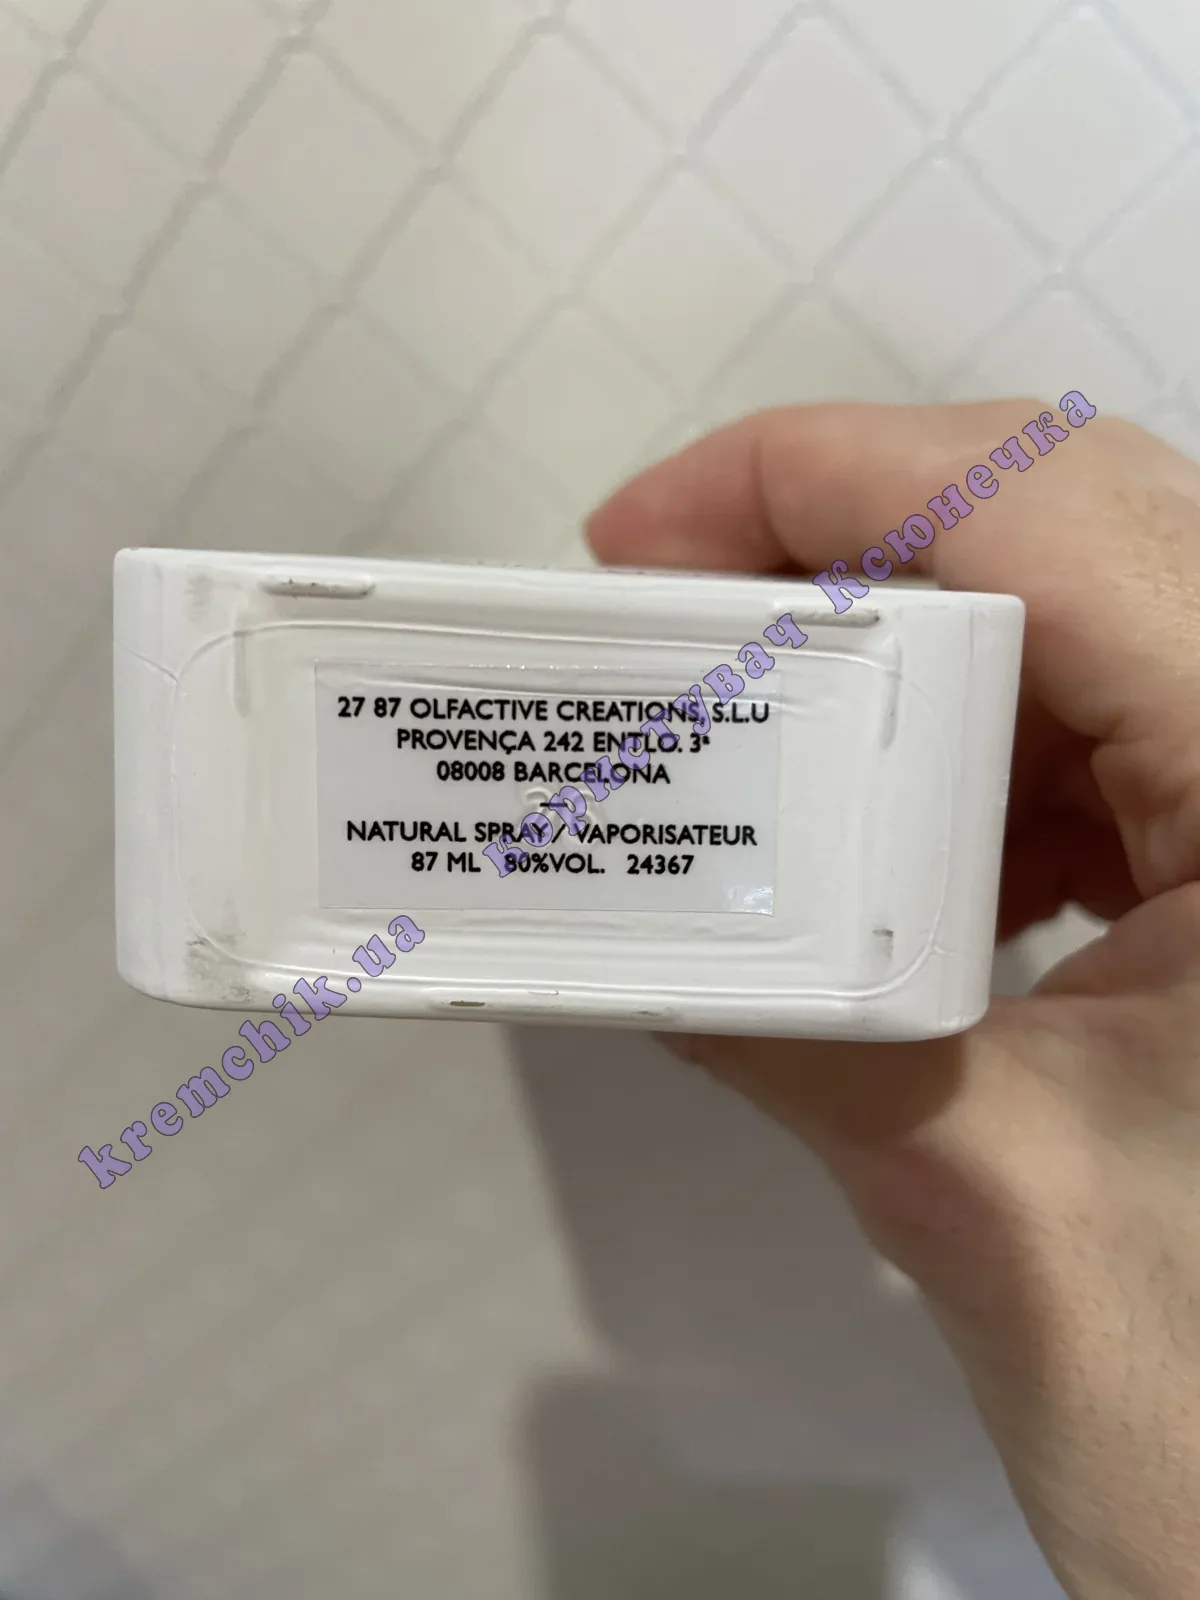 27 87 OLFACTIVE CREATIONS, S.L.U
PROVENÇA 242 ENTLO. 3ª
08008 BARCELONA
—
NATURAL SPRAY / VAPORISATEUR
87 ML 80%VOL. 24367
kremchik.ua
користувач Ксюнечка